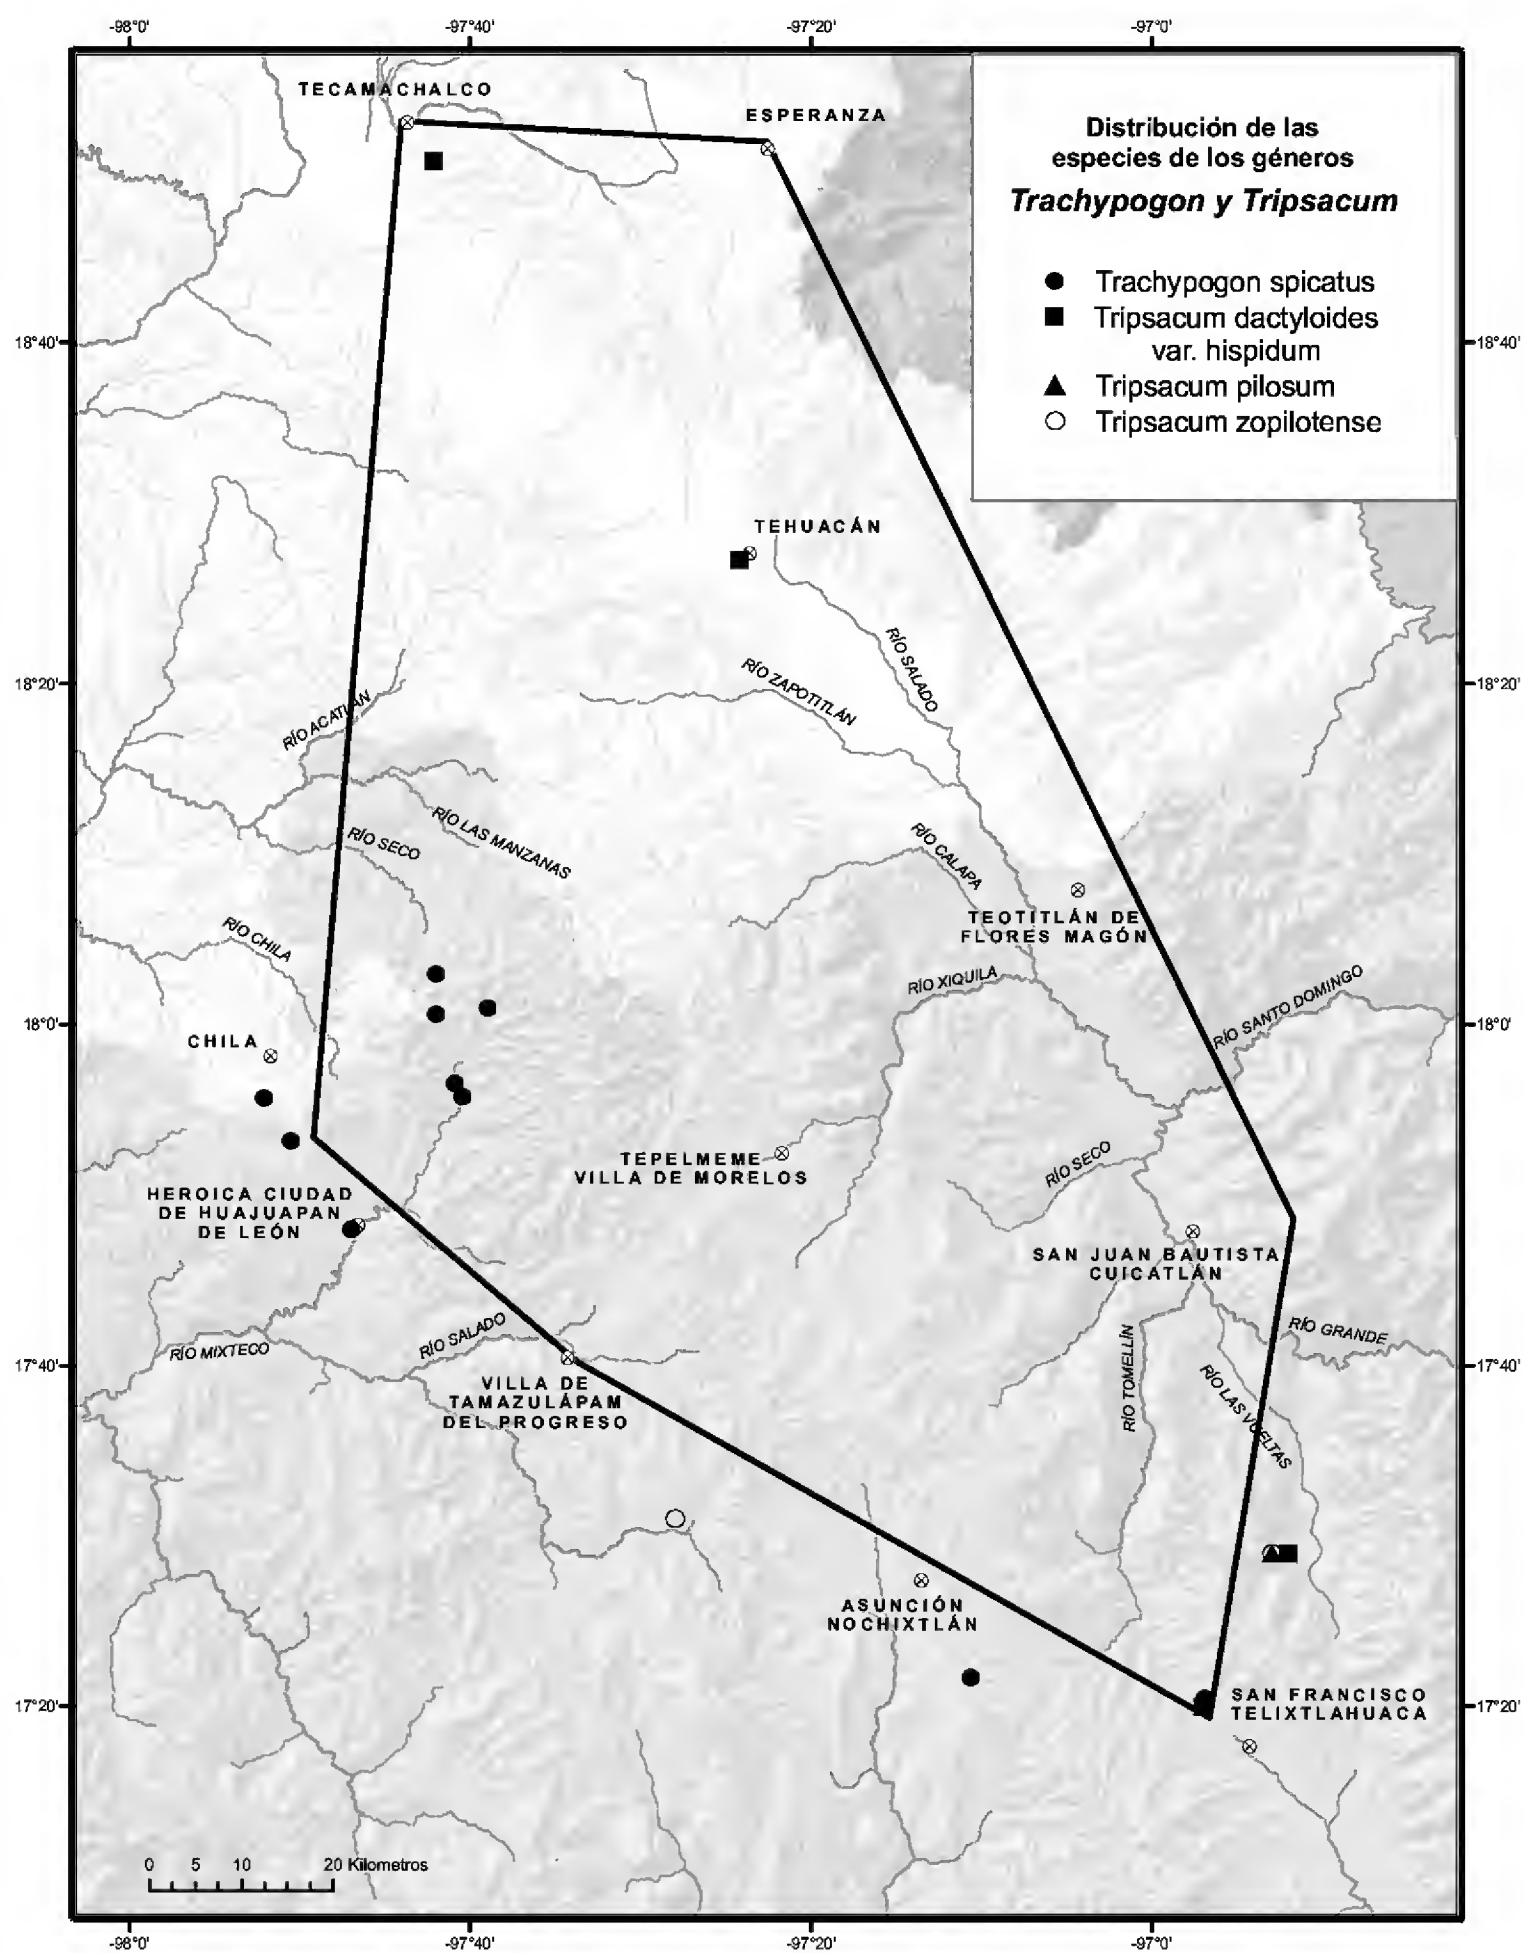 -98°0'
-97°40'
-97°20'
-97°0'
TECAMACHALCO
ESPERANZA
Distribución de las
especies de los géneros
Trachypogon y Tripsacum
Trachypogon spicatus
Tripsacum dactyloides
var. hispidum
Tripsacum pilosum
Tripsacum zopilotense
18°40'
18°40'
TEHUACÁN
RÍO SALADO
18°20'
18°20'
RÍO ZAPOTITLÁN
RÍO ACATLÁN
RÍO LAS MANZANAS
RÍO SECO
RÍO CALAPA
TEOTITLÁN DE
FLORES MAGÓN
RÍO CHILA
RÍO XIQUILA
RÍO SANTO DOMINGO
18°0'
18°0'
CHILA
TEPELMEME
VILLA DE MORELOS
RÍO SECO
HEROICA CIUDAD
DE HUAJUAPAN
DE LEÓN
SAN JUAN BAUTISTA
CUICATLÁN
RÍO GRANDE
RÍO SALADO
RÍO MIXTECO
17°40'
17°40'
RÍO TOMELLÍN
RÍO LAS VUELTAS
VILLA DE
TAMAZULÁPAM
DEL PROGRESO
ASUNCIÓN
NOCHIXTLÁN
17°20'
17°20'
SAN FRANCISCO
TELIXTLAHUACA
0 5 10 20 Kilometros
-98°0'
-97°40'
-97°20'
-97°0'